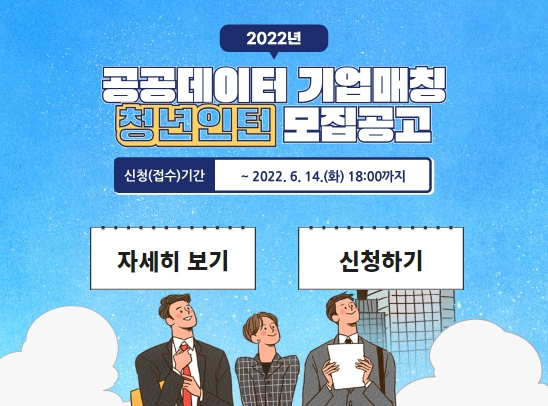 2022년
공공데이터 기업매칭
청년인턴 모집공고
신청(접수)기간 ~ 2022. 6. 14.(화) 18:00까지
자세히 보기 신청하기